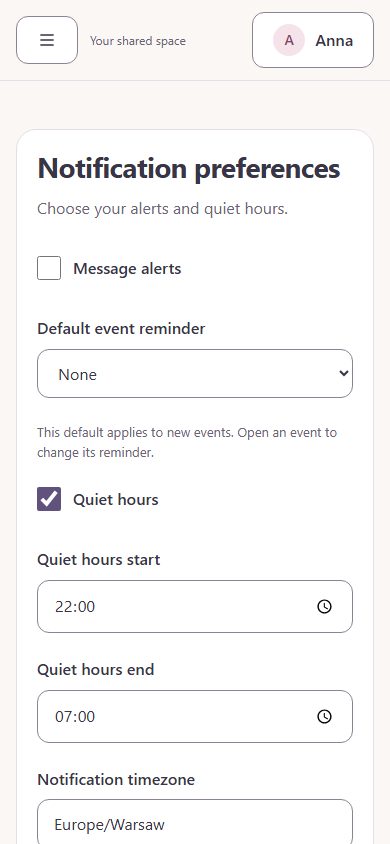 Your shared space
A
Anna
Notification preferences
Choose your alerts and quiet hours.
Message alerts
Default event reminder
None
This default applies to new events. Open an event to
change its reminder.
Quiet hours
Quiet hours start
22:00
Quiet hours end
07:00
Notification timezone
Europe/Warsaw